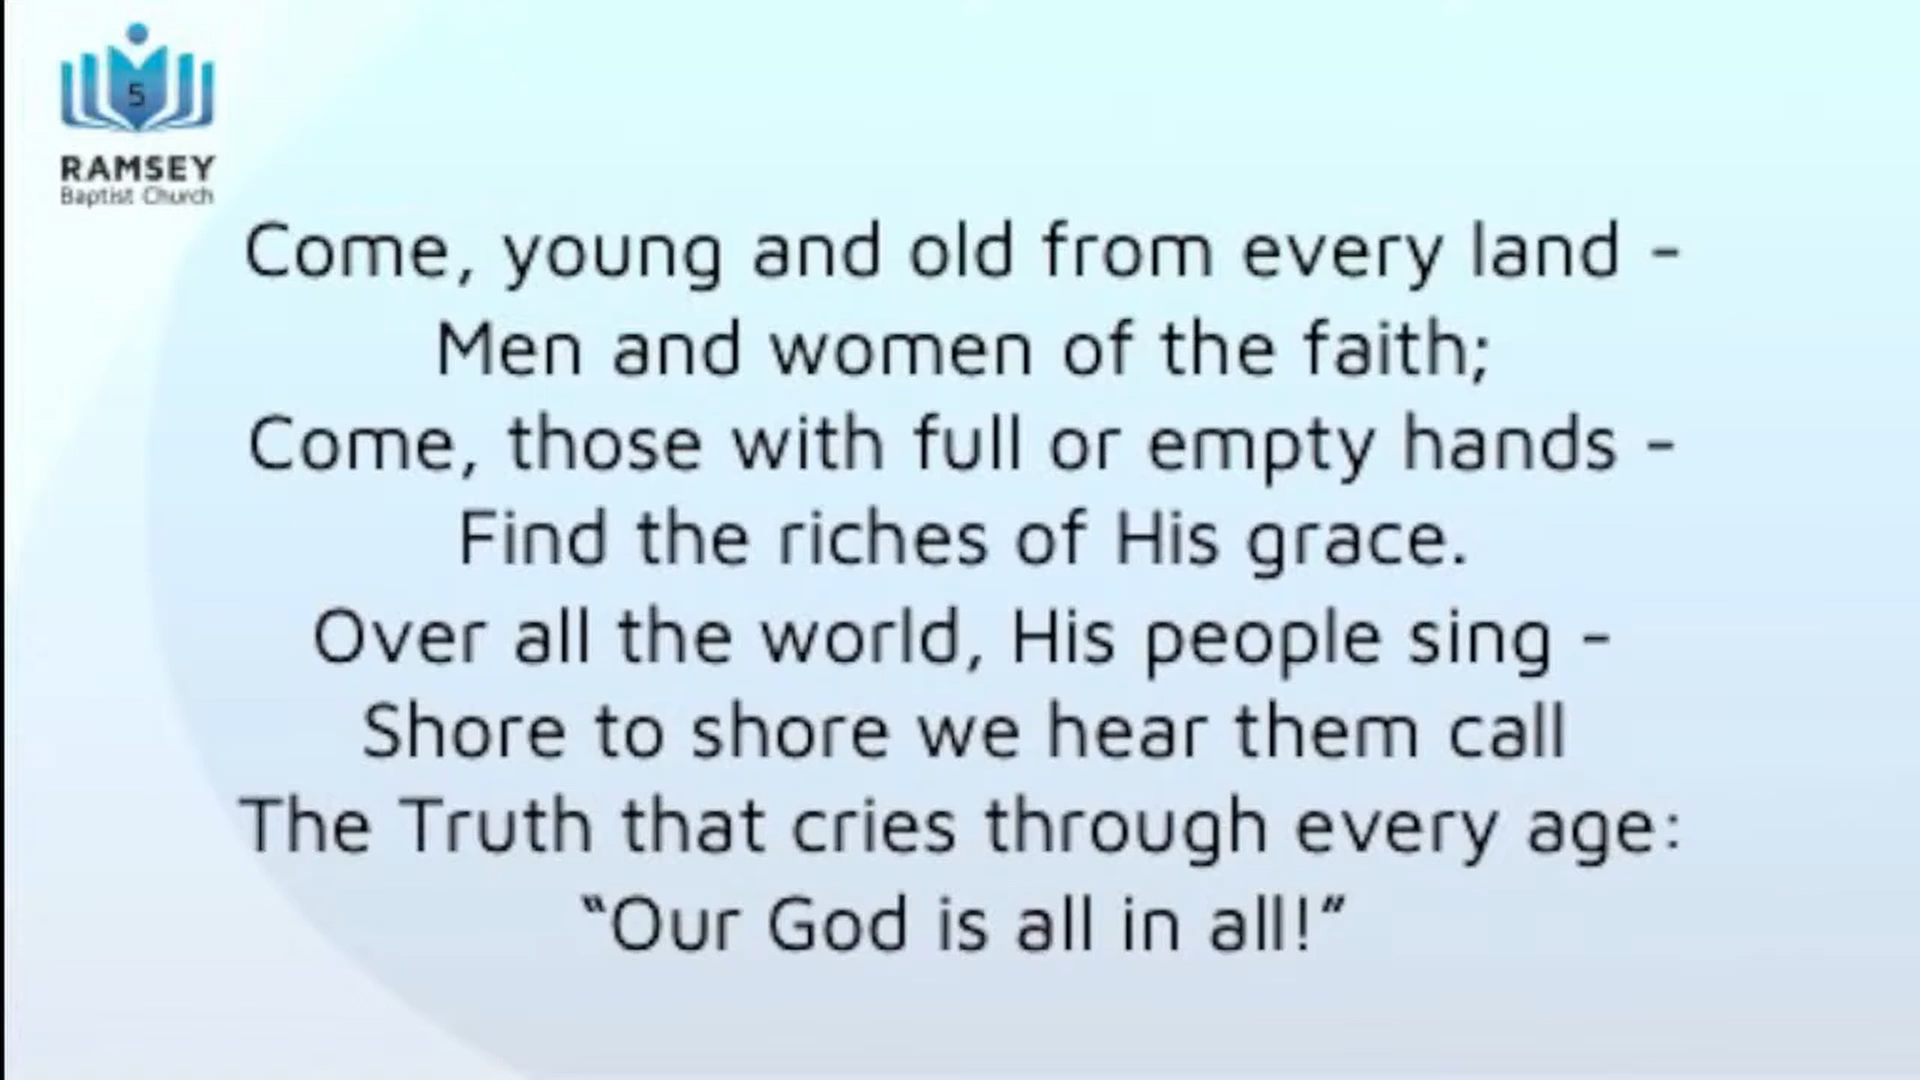 5
RAMSEY
Baptist Church
Come, young and old from every land -
Men and women of the faith;
Come, those with full or empty hands -
Find the riches of His grace.
Over all the world, His people sing -
Shore to shore we hear them call
The Truth that cries through every age:
“Our God is all in all!”